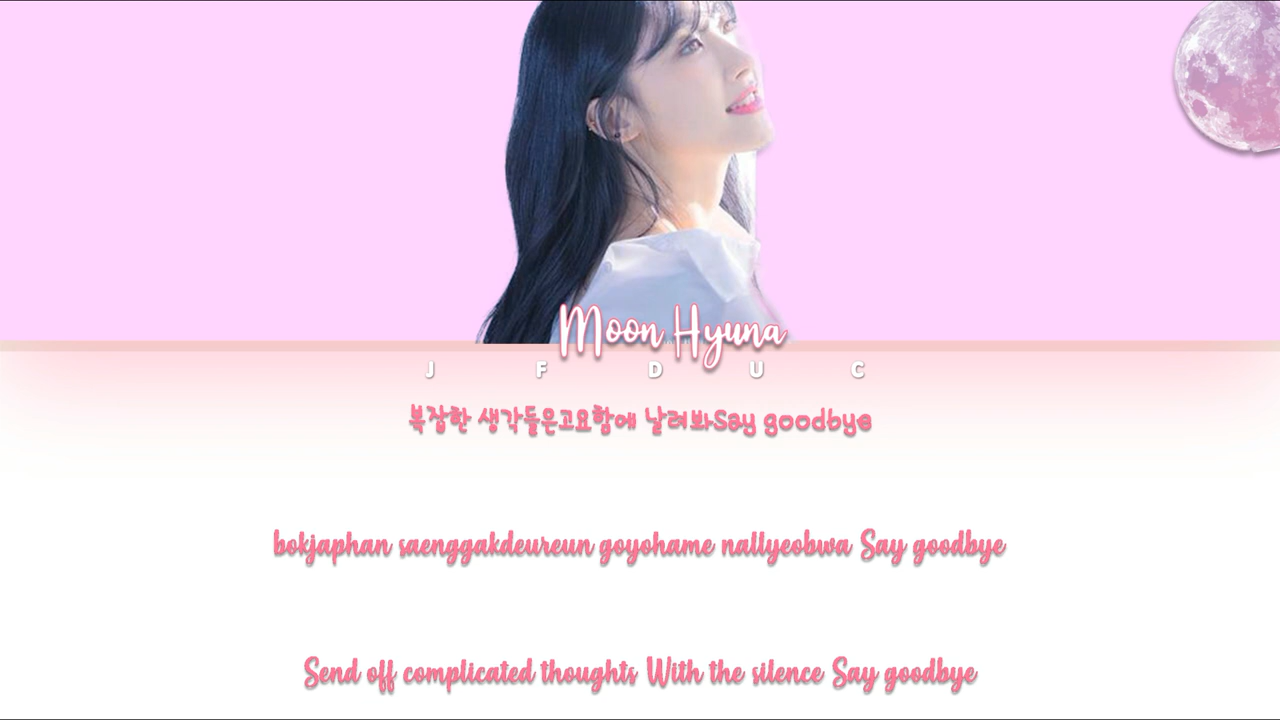 Moon Hyuna
J F D U C
복잡한 생각들은고요함에 날려봐Say goodbye
bokjaphan saenggakdeureun goyohame nallyeobwa Say goodbye
Send off complicated thoughts With the silence Say goodbye